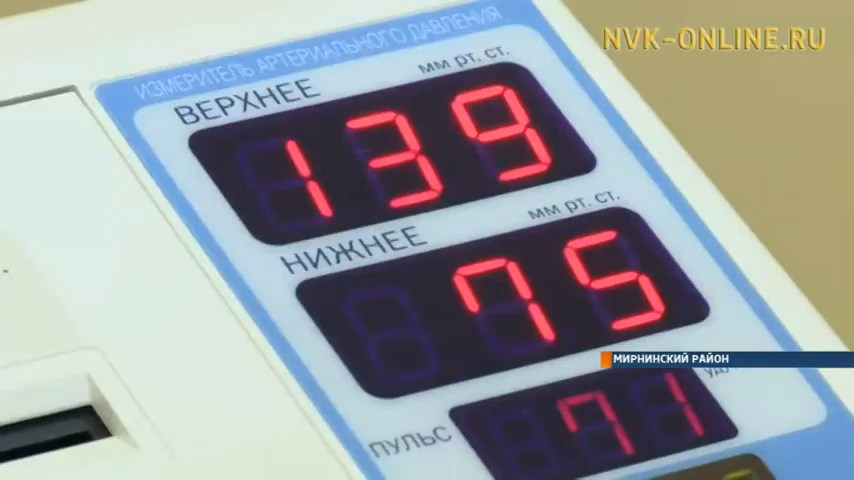 NVK-ONLINE.RU
ИЗМЕРИТЕЛЬ АРТЕРИАЛЬНОГО ДАВЛЕНИЯ
ВЕРХНЕЕ мм рт. ст.
139
НИЖНЕЕ мм рт. ст.
75
МИРНИНСКИЙ РАЙОН
ПУЛЬС
71